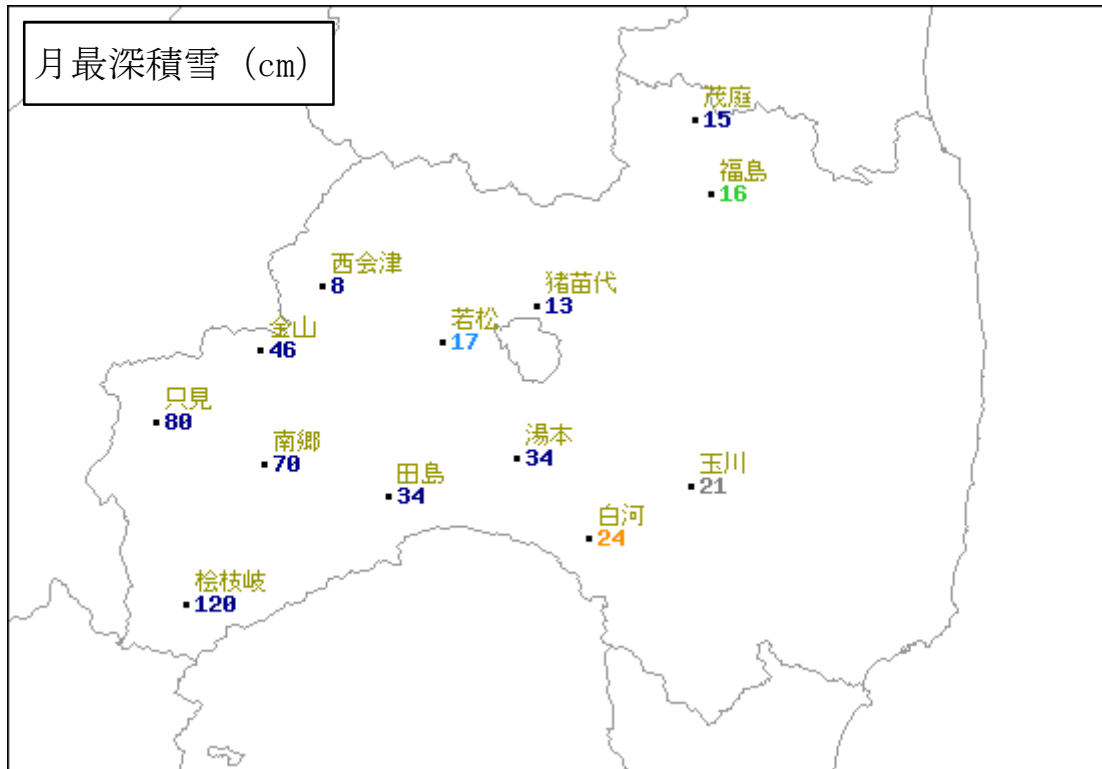 月最深積雪 (cm)
茂庭
15
福島
16
西会津
8
猪苗代
13
若松
17
金山
46
只見
80
南郷
70
湯本
34
田島
34
玉川
21
白河
24
桧枝岐
120